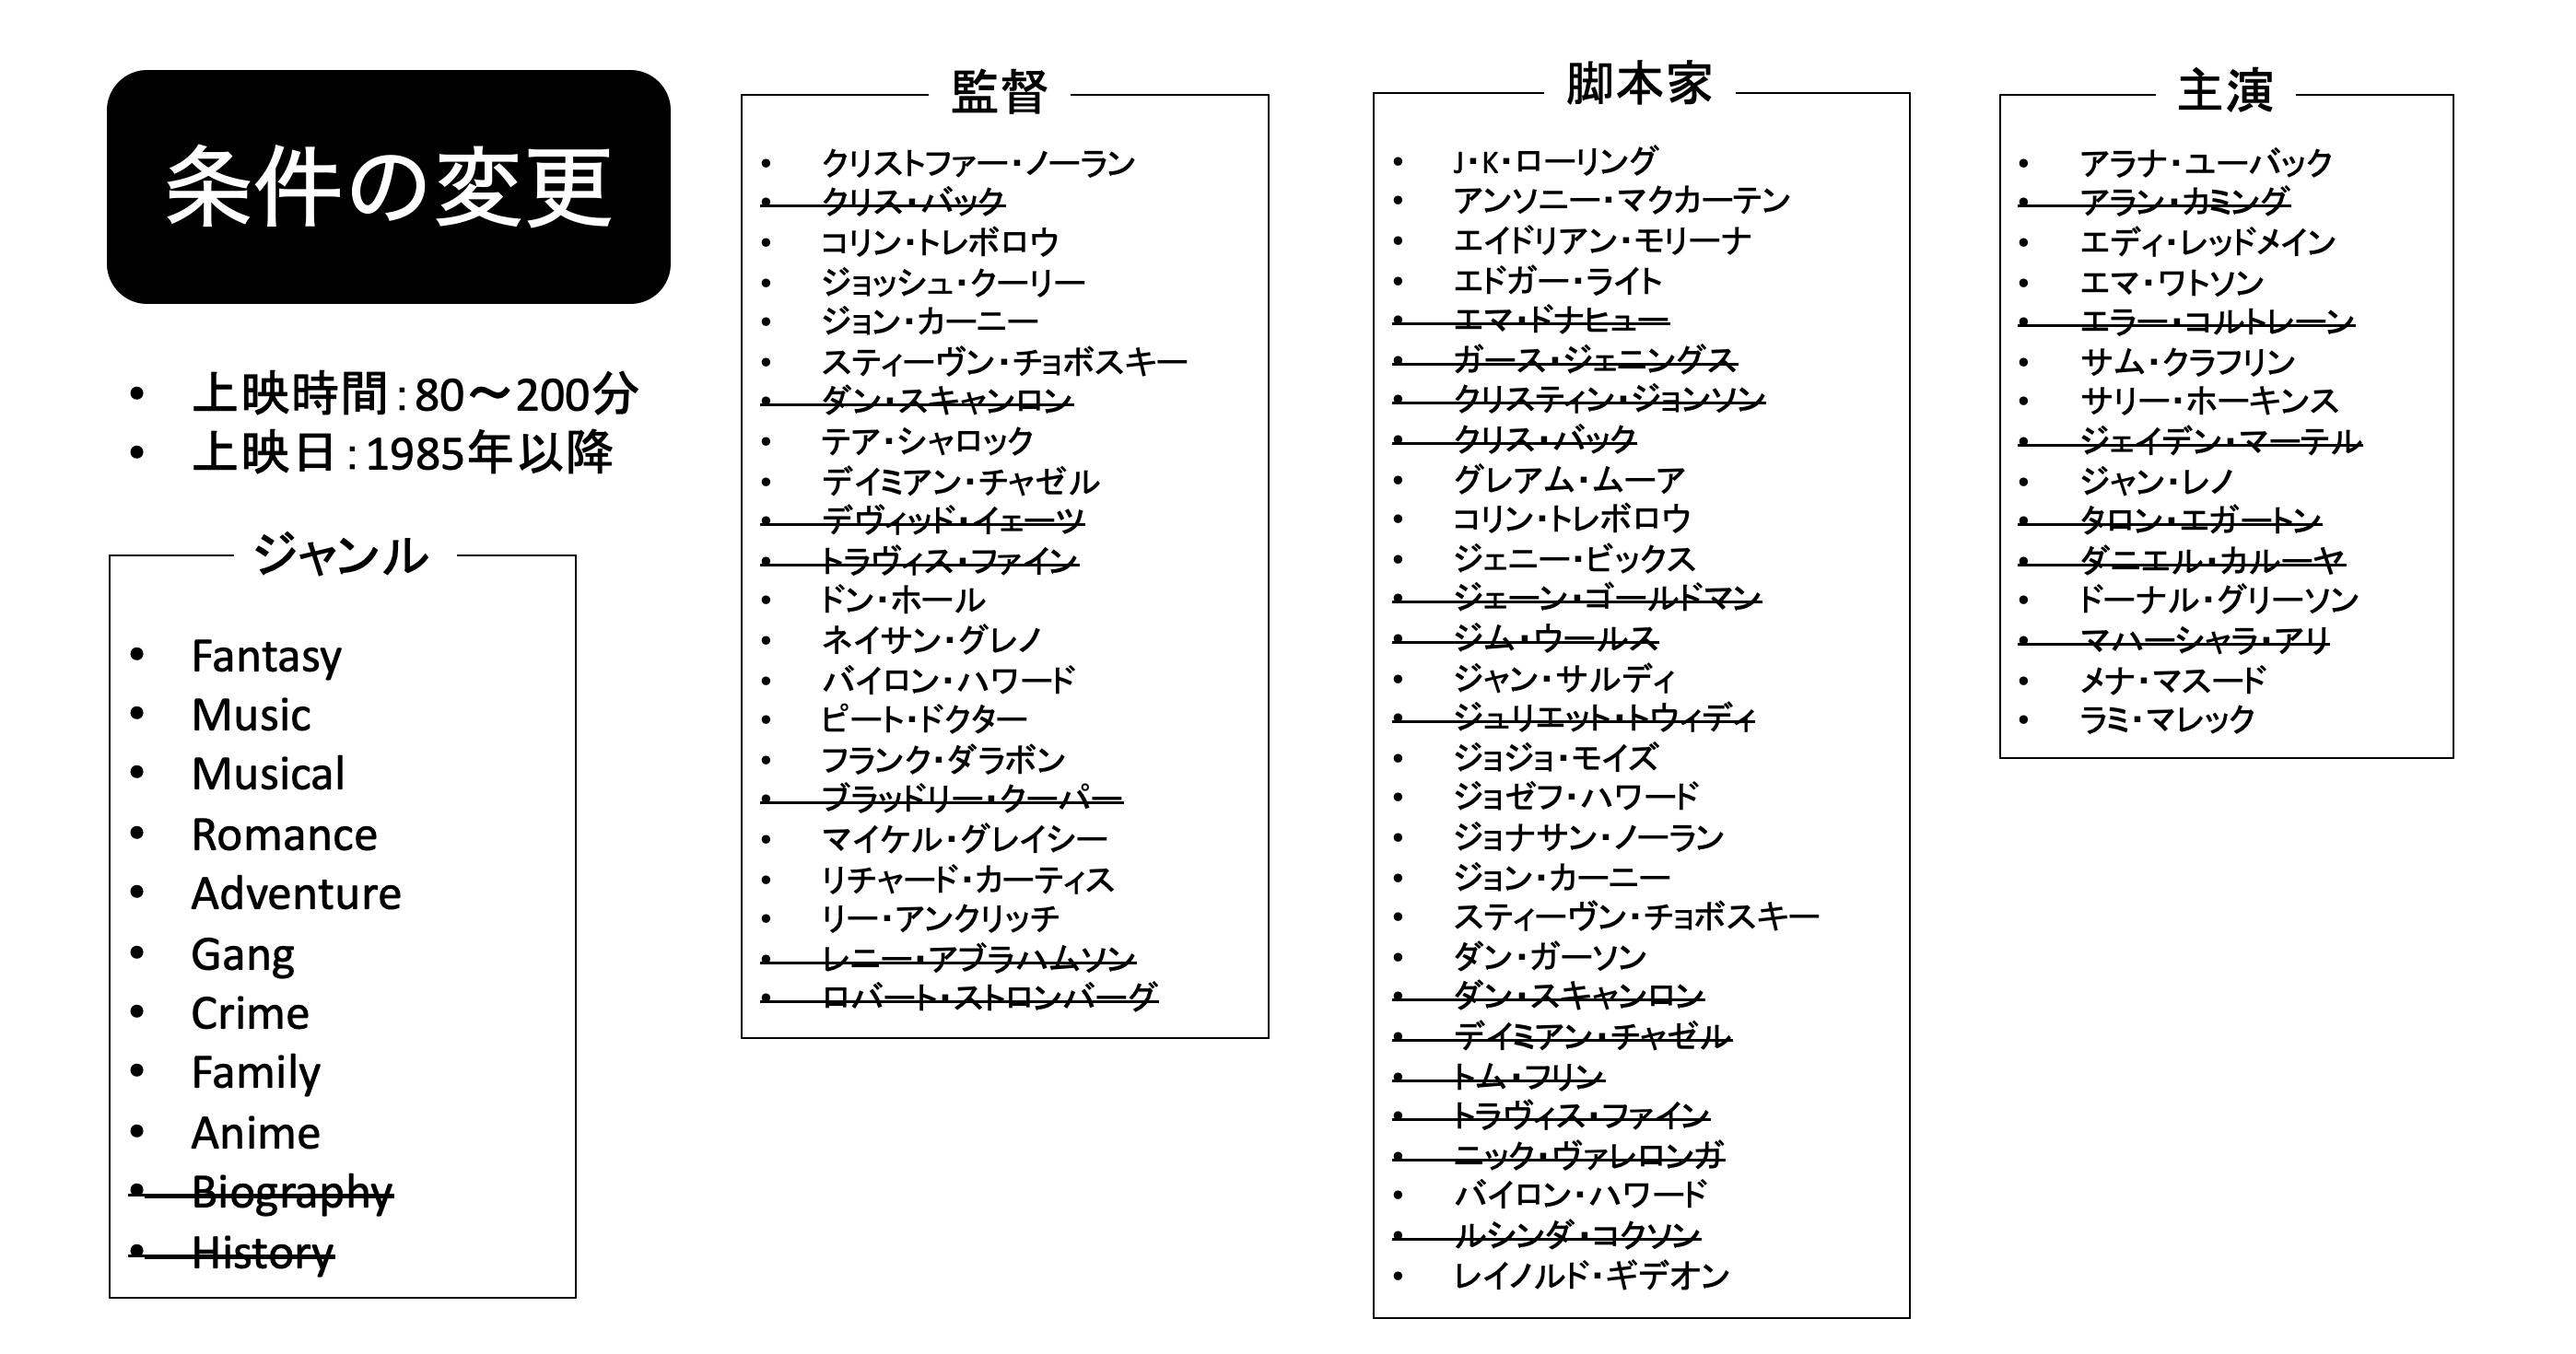 条件の変更
• 上映時間：80～200分
• 上映日：1985年以降
ジャンル
• Fantasy
• Music
• Musical
• Romance
• Adventure
• Gang
• Crime
• Family
• Anime
• Biography
• History
監督
• クリストファー・ノーラン
• クリス・バック
• コリン・トレボロウ
• ジョッシュ・クーリー
• ジョン・カーニー
• スティーヴン・チョボスキー
• ダン・スキャンロン
• テア・シャロック
• デイミアン・チャゼル
• デヴィッド・イェーツ
• トラヴィス・ファイン
• ドン・ホール
• ネイサン・グレノ
• バイロン・ハワード
• ピート・ドクター
• フランク・ダラボン
• ブラッドリー・クーパー
• マイケル・グレイシー
• リチャード・カーティス
• リー・アンクリッチ
• レニー・アブラハムソン
• ロバート・ストロンバーグ
脚本家
• J・K・ローリング
• アンソニー・マクカーテン
• エイドリアン・モリーナ
• エドガー・ライト
• エマ・ドナヒュー
• ガース・ジェニングス
• クリスティン・ジョンソン
• クリス・バック
• グレアム・ムーア
• コリン・トレボロウ
• ジェニー・ビックス
• ジェーン・ゴールドマン
• ジム・ウールス
• ジャン・サルディ
• ジュリエット・トウィディ
• ジョジョ・モイズ
• ジョゼフ・ハワード
• ジョナサン・ノーラン
• ジョン・カーニー
• スティーヴン・チョボスキー
• ダン・ガーソン
• ダン・スキャンロン
• デイミアン・チャゼル
• トム・フリン
• トラヴィス・ファイン
• ニック・ヴァレロンガ
• バイロン・ハワード
• ルシンダ・コクソン
• レイノルド・ギデオン
主演
• アラナ・ユーバック
• アラン・カミング
• エディ・レッドメイン
• エマ・ワトソン
• エラー・コルトレーン
• サム・クラフリン
• サリー・ホーキンス
• ジェイデン・マーテル
• ジャン・レノ
• タロン・エガートン
• ダニエル・カルーヤ
• ドーナル・グリーソン
• マハーシャラ・アリ
• メナ・マスード
• ラミ・マレック